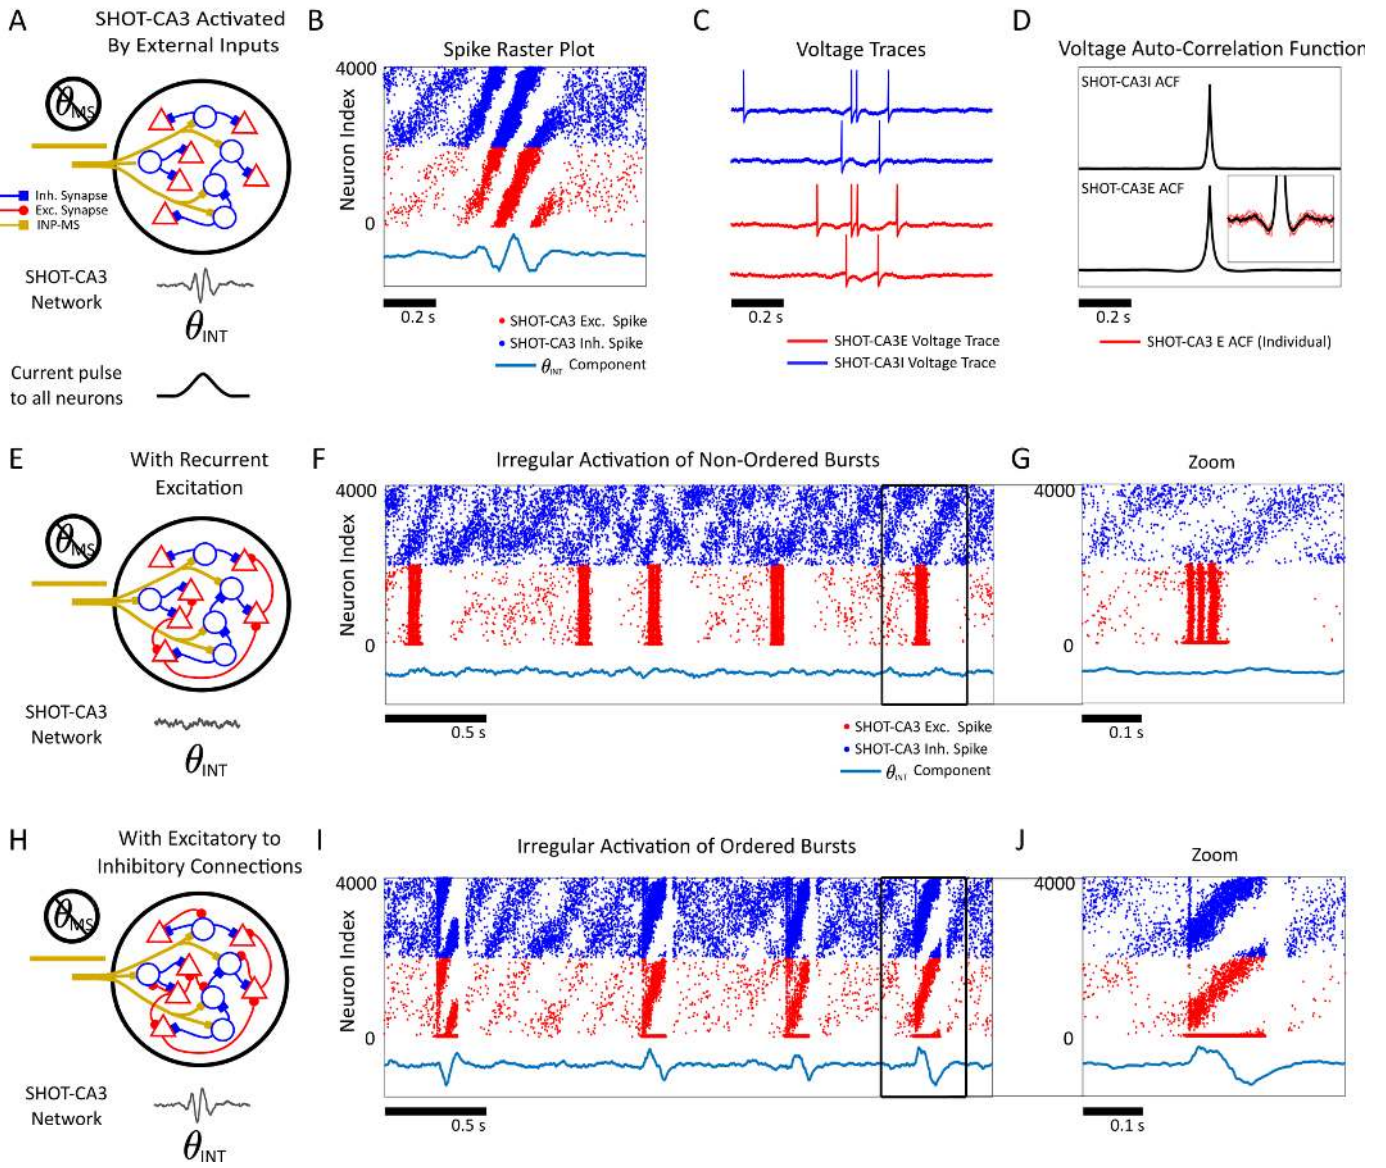 A
SHOT-CA3 Activated
By External Inputs
θMS
Inh. Synapse
Exc. Synapse
INP-MS
SHOT-CA3
Network
θINT
Current pulse
to all neurons
B
Spike Raster Plot
4000
Neuron Index
0
0.2 s
SHOT-CA3 Exc. Spike
SHOT-CA3 Inh. Spike
θINT Component
C
Voltage Traces
0.2 s
SHOT-CA3E Voltage Trace
SHOT-CA3I Voltage Trace
D
Voltage Auto-Correlation Function
SHOT-CA3I ACF
SHOT-CA3E ACF
0.2 s
SHOT-CA3 E ACF (Individual)
E
With Recurrent
Excitation
θMS
SHOT-CA3
Network
θINT
F
Irregular Activation of Non-Ordered Bursts
4000
Neuron Index
0
0.5 s
SHOT-CA3 Exc. Spike
SHOT-CA3 Inh. Spike
θINT Component
G
Zoom
4000
0
0.1 s
H
With Excitatory to
Inhibitory Connections
θMS
SHOT-CA3
Network
θINT
I
Irregular Activation of Ordered Bursts
4000
Neuron Index
0
0.5 s
J
Zoom
4000
0
0.1 s